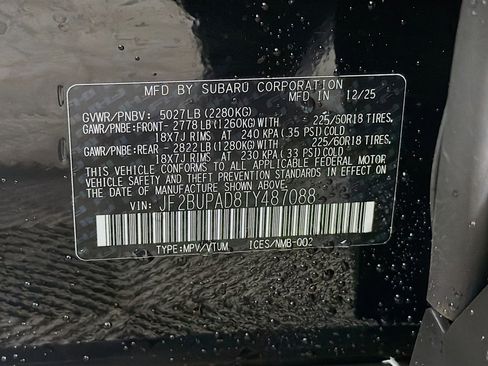 MFD BY SUBARU CORPORATION
MFD IN 12/25
GVWR/PNBV: 5027LB (2280KG)
GAWR/PNBE:FRONT- 2778LB(1260KG)WITH - 225/60R18 TIRES,
18X7J RIMS AT 240 KPA(35 PSI)COLD
GAWR/PNBE:REAR - 2822LB(1280KG)WITH - 225/60R18 TIRES,
18X7J RIMS AT 230 KPA(33 PSI)COLD
THIS VEHICLE CONFORMS TO ALL APPLICABLE FEDERAL MOTOR
VEHICLE SAFETY AND THEFT PREVENTION STANDARDS IN EFFECT ON
THE DATE OF MANUFACTURE SHOWN ABOVE.
VIN: JF2BUPAD8TY487088
TYPE:MPV/VTUM ICES/NMB-002